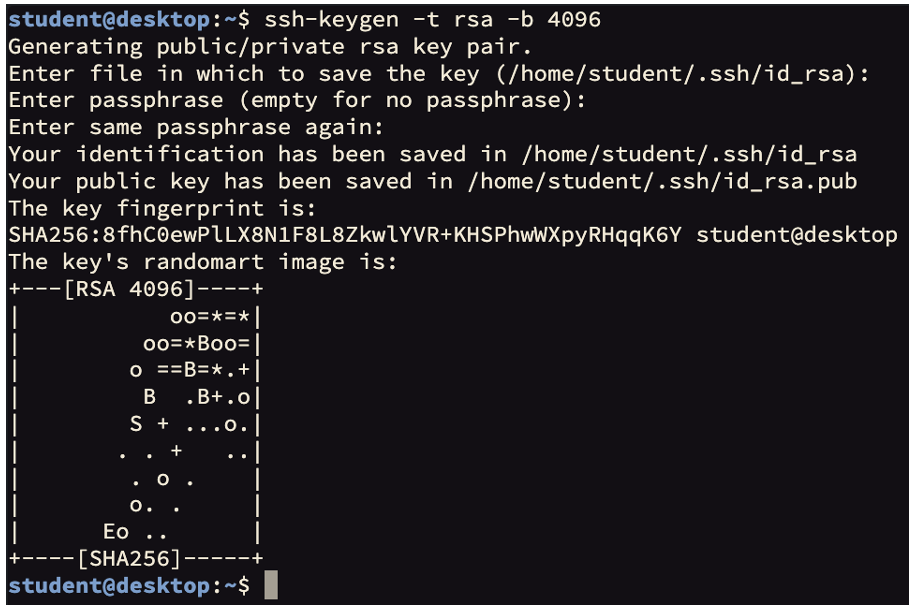 student@desktop:~$ ssh-keygen -t rsa -b 4096
Generating public/private rsa key pair.
Enter file in which to save the key (/home/student/.ssh/id_rsa):
Enter passphrase (empty for no passphrase):
Enter same passphrase again:
Your identification has been saved in /home/student/.ssh/id_rsa
Your public key has been saved in /home/student/.ssh/id_rsa.pub
The key fingerprint is:
SHA256:8fhC0ewPlLX8N1F8L8ZkwlYVR+KHSPhwWXpyRHqqK6Y student@desktop
The key's randomart image is:
+---[RSA 4096]----+
|           oo=*=*|
|         oo=*Boo=|
|        o ==B=*.+|
|         B  .B+.o|
|        S + ...o.|
|       . . +   ..|
|        . o .    |
|        o. .     |
|      Eo ..      |
+----[SHA256]-----+
student@desktop:~$